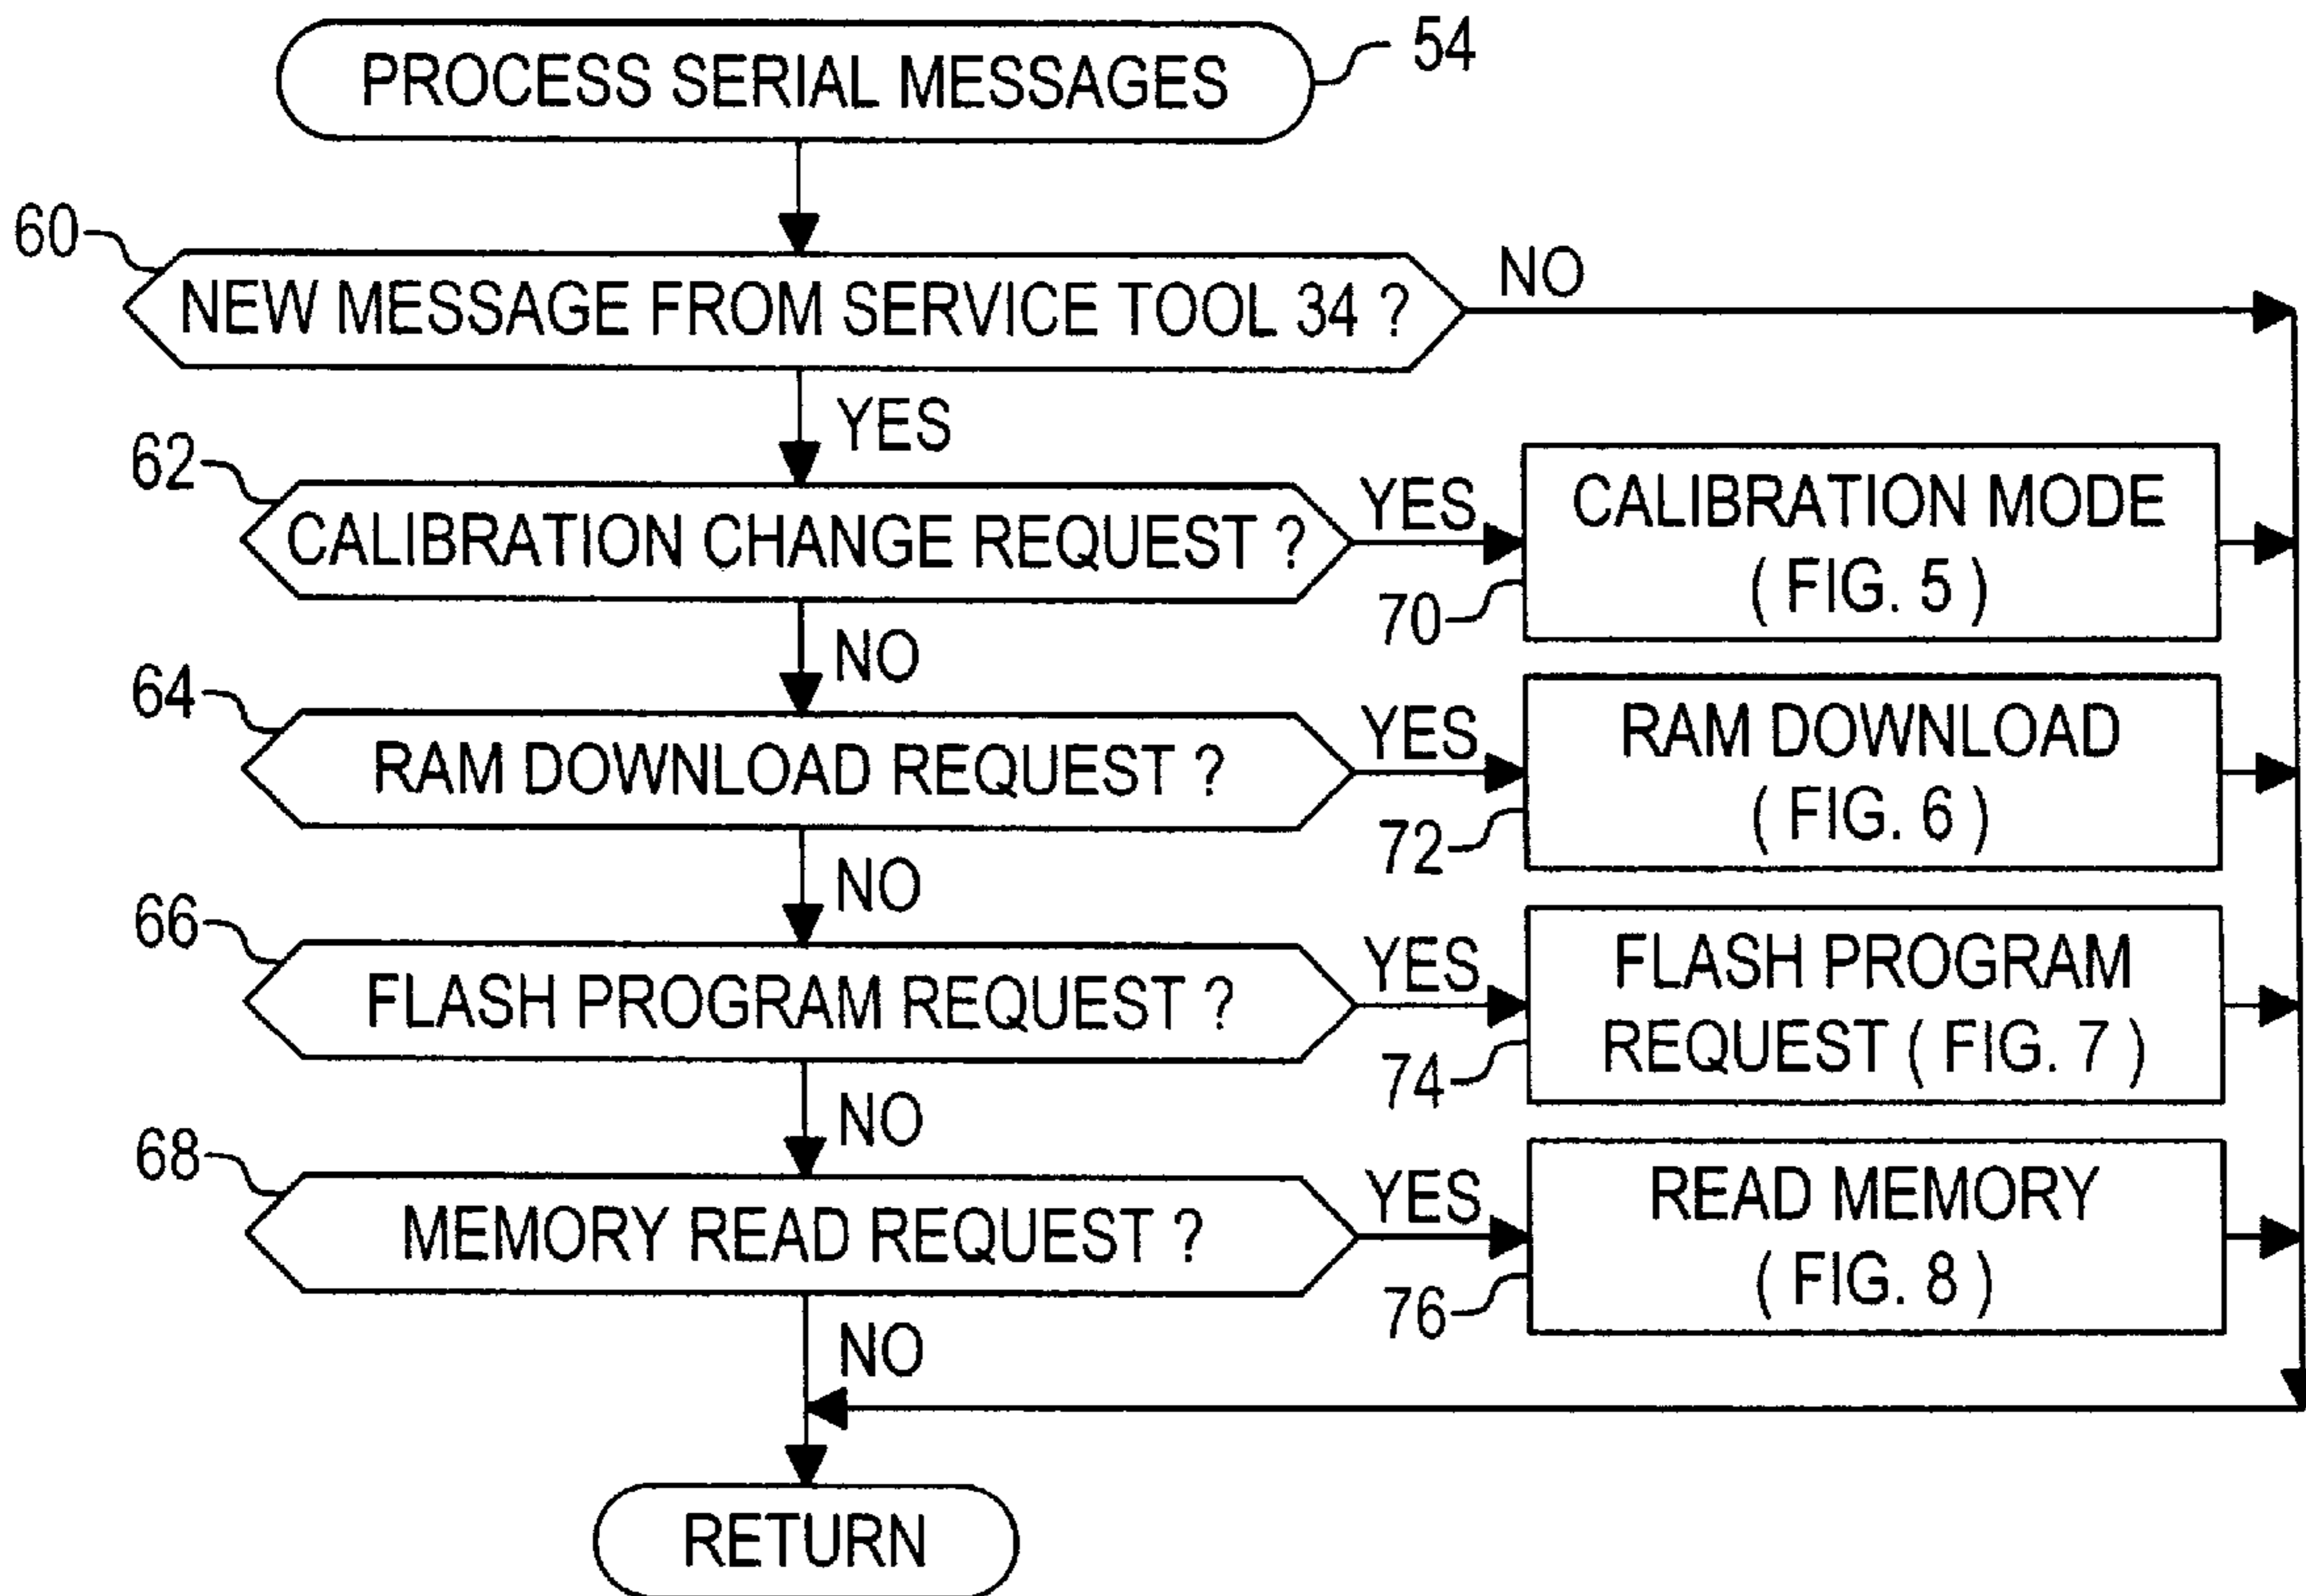 PROCESS SERIAL MESSAGES
54
60
NEW MESSAGE FROM SERVICE TOOL 34 ?
NO
YES
62
CALIBRATION CHANGE REQUEST ?
YES
CALIBRATION MODE
( FIG. 5 )
70
NO
64
RAM DOWNLOAD REQUEST ?
YES
RAM DOWNLOAD
( FIG. 6 )
72
NO
66
FLASH PROGRAM REQUEST ?
YES
FLASH PROGRAM
REQUEST ( FIG. 7 )
74
NO
68
MEMORY READ REQUEST ?
YES
READ MEMORY
( FIG. 8 )
76
NO
RETURN